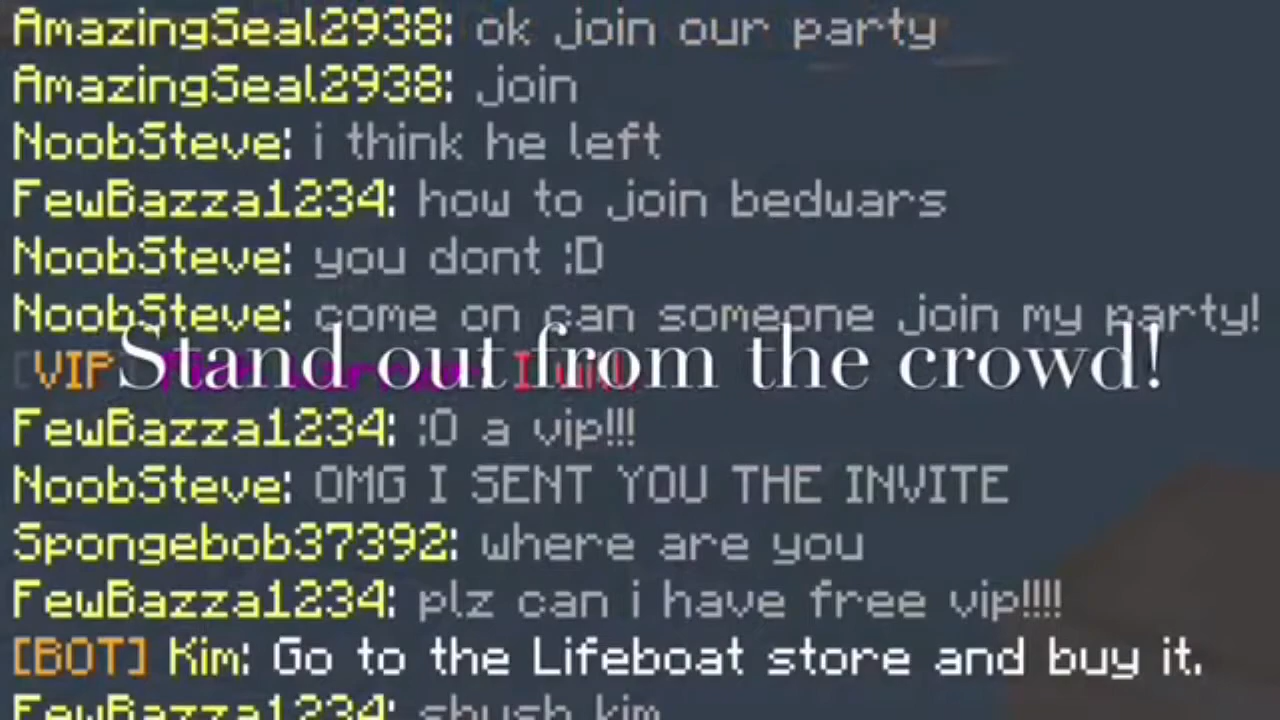 AmazingSeal2938: ok join our party
AmazingSeal2938: join
NoobSteve: i think he left
FewBazza1234: how to join bedwars
NoobSteve: you dont :D
NoobSteve: come on can someone join my party!
Stand out from the crowd!
[VIP
FewBazza1234: ;O a vip!!!
NoobSteve: OMG I SENT YOU THE INVITE
Spongebob37392: where are you
FewBazza1234: plz can i have free vip!!!!
[BOT] Kim: Go to the Lifeboat store and buy it.
FewBazza1234: shush kim